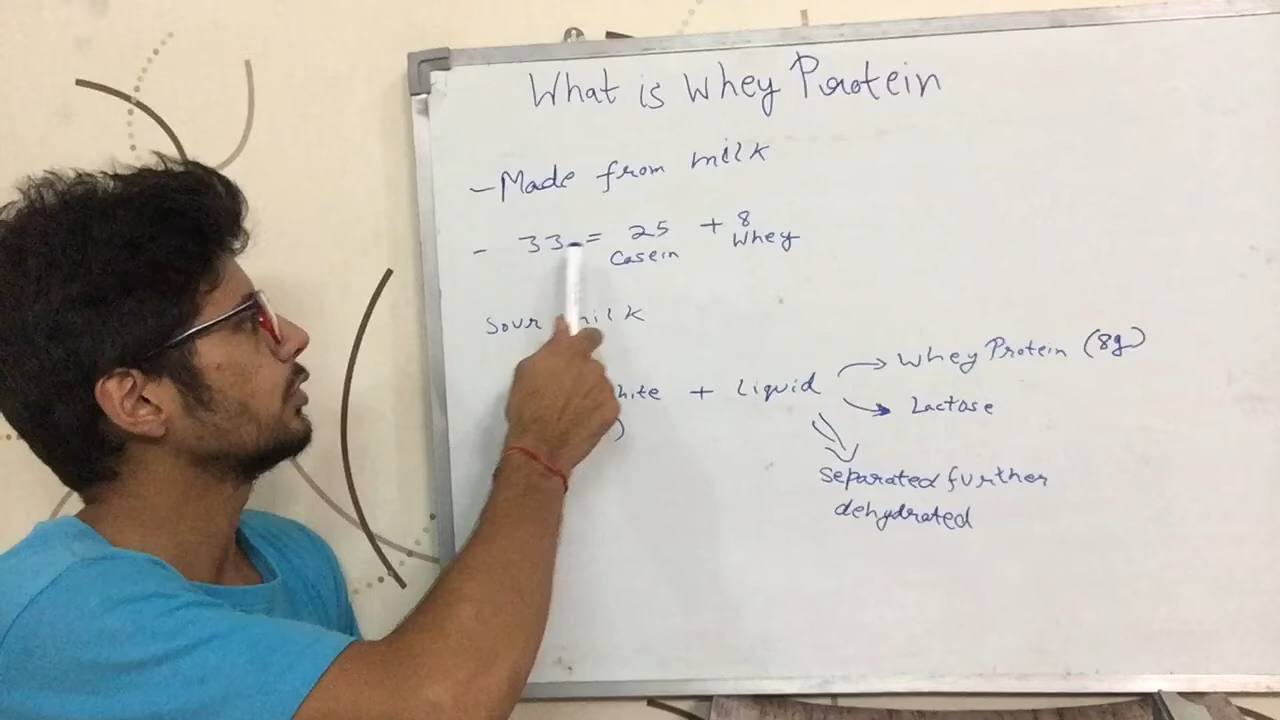 What is Whey Protein
- Made from milk
- 33 = 25 + 8
Casein Whey
Sour milk
+ Liquid → Whey Protein (8g)
→ Lactose
separated further
dehydrated